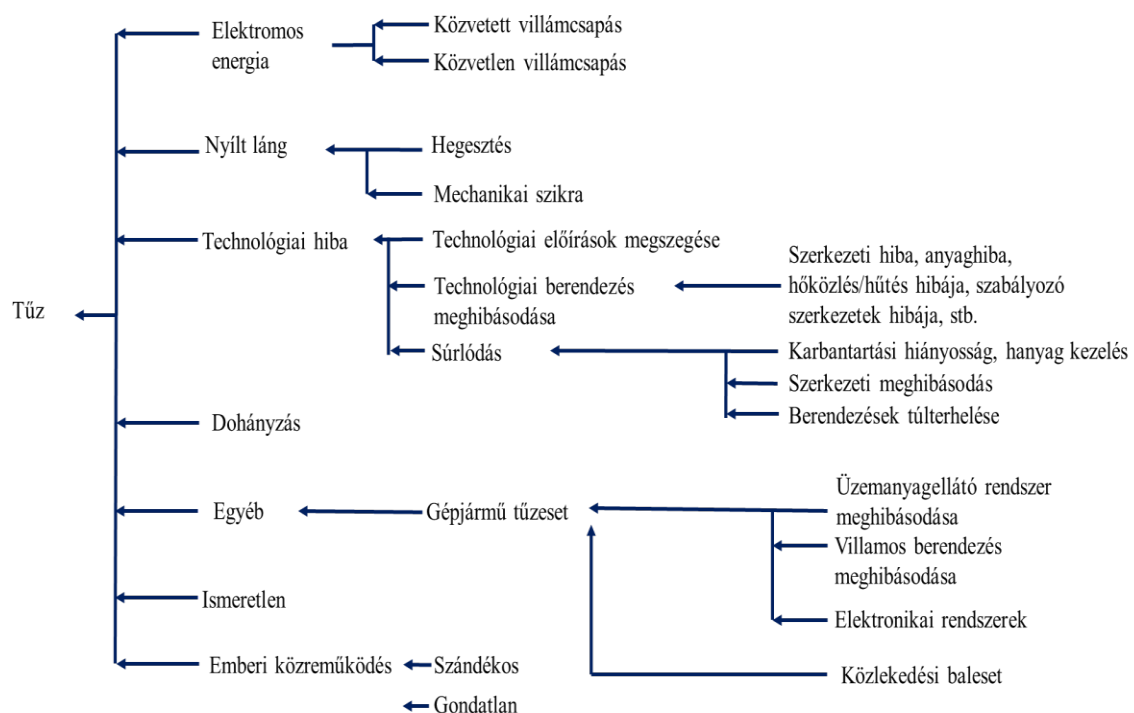 Elektromos
energia
Közvetett villámcsapás
Közvetlen villámcsapás
Nyílt láng
Hegesztés
Mechanikai szikra
Technológiai hiba
Technológiai előírások megszegése
Technológiai berendezés
meghibásodása
Szerkezeti hiba, anyaghiba,
hőközlés/hűtés hibája, szabályozó
szerkezetek hibája, stb.
Tűz
Súrlódás
Karbantartási hiányosság, hanyag kezelés
Szerkezeti meghibásodás
Berendezések túlterhelése
Dohányzás
Egyéb
Gépjármű tűzeset
Üzemanyagellátó rendszer
meghibásodása
Villamos berendezés
meghibásodása
Elektronikai rendszerek
Ismeretlen
Emberi közreműködés
Szándékos
Gondatlan
Közlekedési baleset